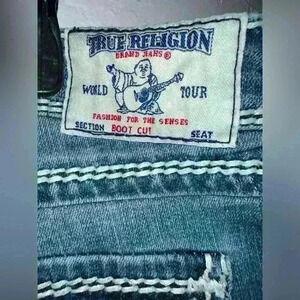 TRUE RELIGION
BRAND JEANS ®
WORLD TOUR
FASHION FOR THE SENSES
SECTION BOOT CUT SEAT